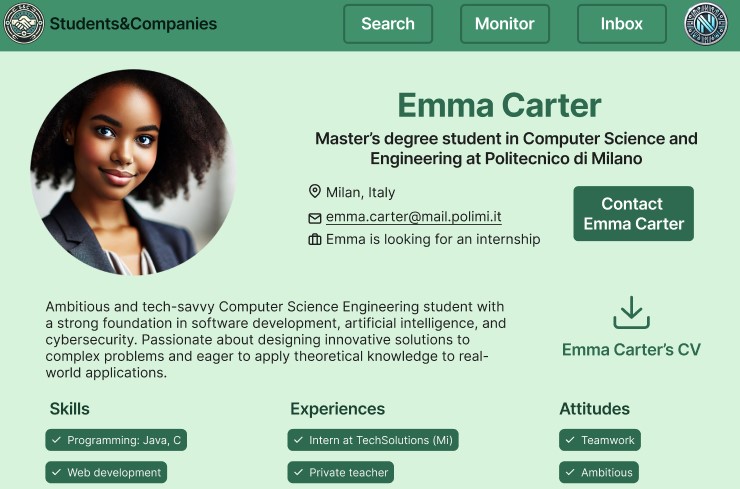 Students&Companies
Search
Monitor
Inbox
Emma Carter
Master's degree student in Computer Science and
Engineering at Politecnico di Milano
Milan, Italy
emma.carter@mail.polimi.it
Emma is looking for an internship
Contact
Emma Carter
Ambitious and tech-savvy Computer Science Engineering student with
a strong foundation in software development, artificial intelligence, and
cybersecurity. Passionate about designing innovative solutions to
complex problems and eager to apply theoretical knowledge to real-
world applications.
Emma Carter's CV
Skills
Programming: Java, C
Web development
Experiences
Intern at TechSolutions (Mi)
Private teacher
Attitudes
Teamwork
Ambitious